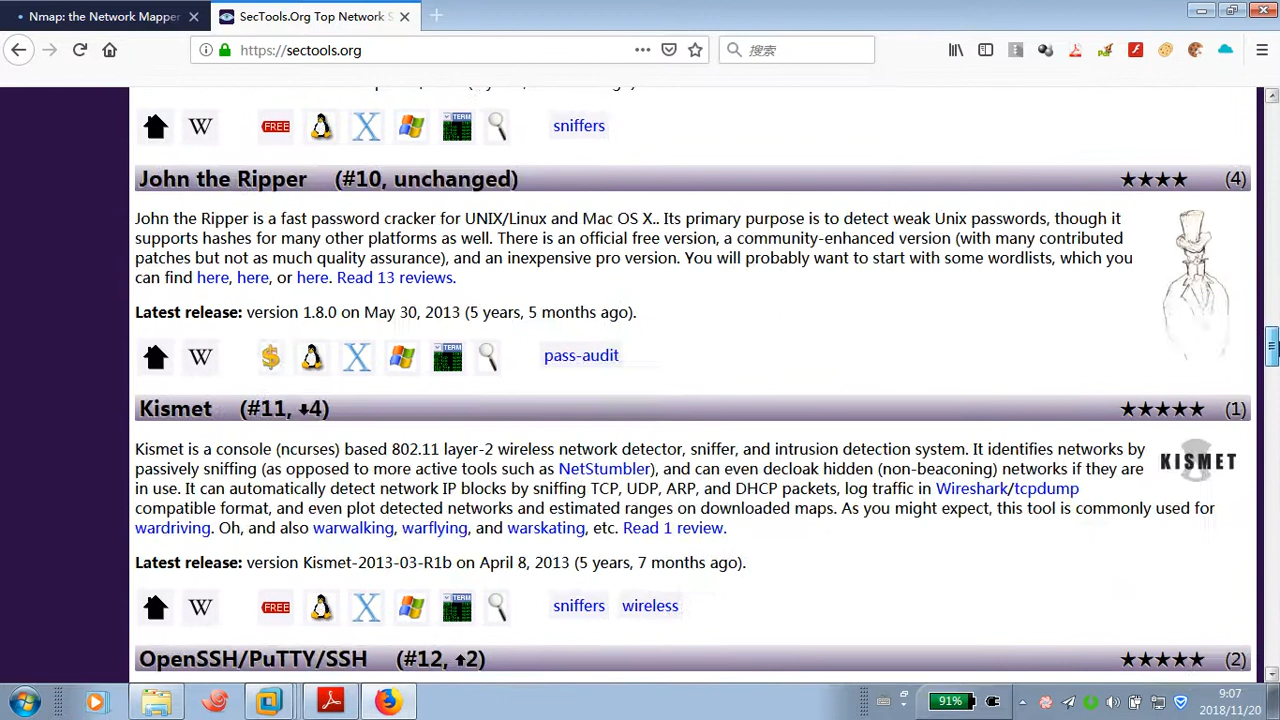 Nmap: the Network Mapper
SecTools.Org Top Network S
https://sectools.org
搜索
sniffers
John the Ripper (#10, unchanged) ★★★★ (4)
John the Ripper is a fast password cracker for UNIX/Linux and Mac OS X.. Its primary purpose is to detect weak Unix passwords, though it
supports hashes for many other platforms as well. There is an official free version, a community-enhanced version (with many contributed
patches but not as much quality assurance), and an inexpensive pro version. You will probably want to start with some wordlists, which you
can find here, here, or here. Read 13 reviews.
Latest release: version 1.8.0 on May 30, 2013 (5 years, 5 months ago).
pass-audit
Kismet (#11, ⬇4) ★★★★★ (1)
Kismet is a console (ncurses) based 802.11 layer-2 wireless network detector, sniffer, and intrusion detection system. It identifies networks by
passively sniffing (as opposed to more active tools such as NetStumbler), and can even decloak hidden (non-beaconing) networks if they are
in use. It can automatically detect network IP blocks by sniffing TCP, UDP, ARP, and DHCP packets, log traffic in Wireshark/tcpdump
compatible format, and even plot detected networks and estimated ranges on downloaded maps. As you might expect, this tool is commonly used for
wardriving. Oh, and also warwalking, warflying, and warskating, etc. Read 1 review.
KISMET
Latest release: version Kismet-2013-03-R1b on April 8, 2013 (5 years, 7 months ago).
W FREE TERM sniffers wireless
OpenSSH/PuTTY/SSH (#12, ⬆2) ★★★★★ (2)
91%
9:07
2018/11/20